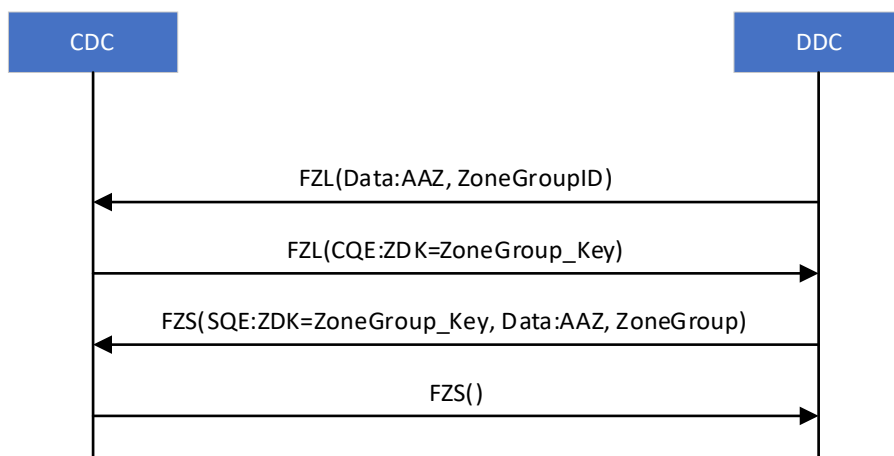 CDC
DDC
FZL(Data:AAZ, ZoneGroupID)
FZL(CQE:ZDK=ZoneGroup_Key)
FZS(SQE:ZDK=ZoneGroup_Key, Data:AAZ, ZoneGroup)
FZS()